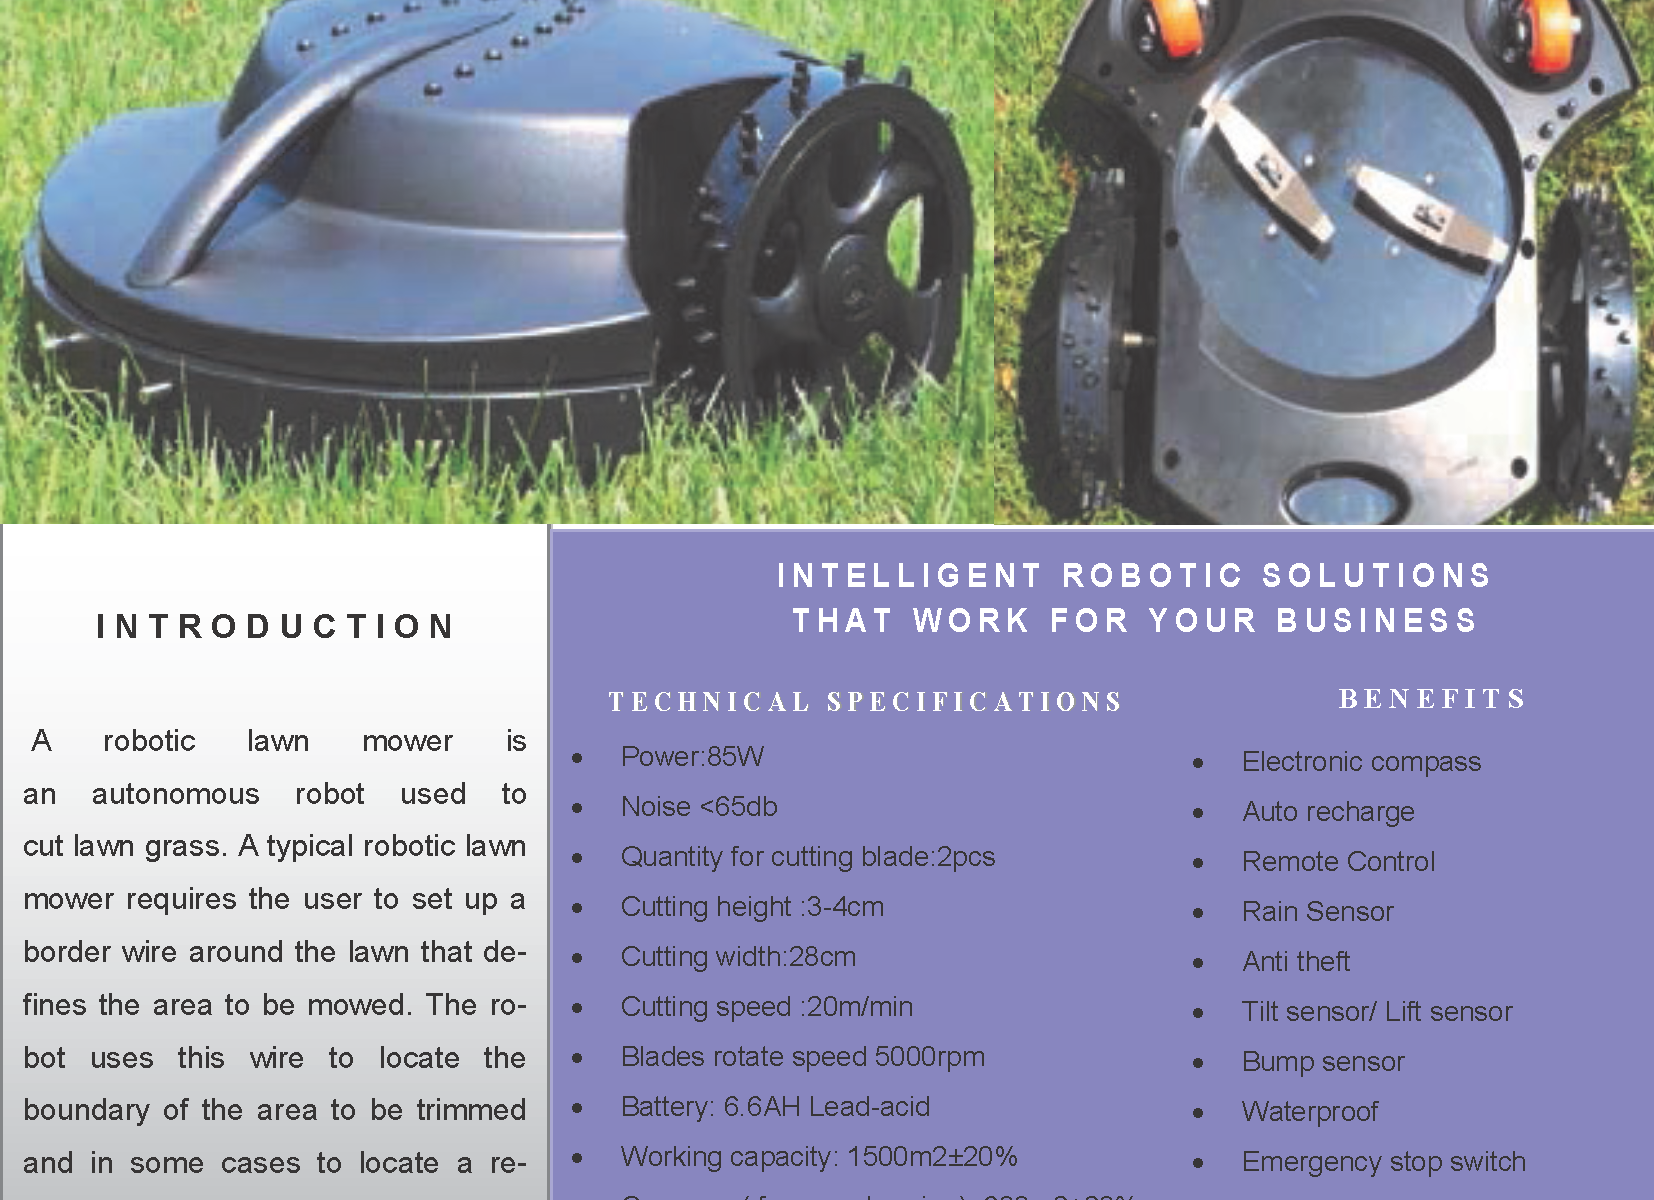 INTRODUCTION
A robotic lawn mower is
an autonomous robot used to
cut lawn grass. A typical robotic lawn
mower requires the user to set up a
border wire around the lawn that de-
fines the area to be mowed. The ro-
bot uses this wire to locate the
boundary of the area to be trimmed
and in some cases to locate a re-
INTELLIGENT ROBOTIC SOLUTIONS
THAT WORK FOR YOUR BUSINESS
TECHNICAL SPECIFICATIONS
• Power:85W
• Noise <65db
• Quantity for cutting blade:2pcs
• Cutting height :3-4cm
• Cutting width:28cm
• Cutting speed :20m/min
• Blades rotate speed 5000rpm
• Battery: 6.6AH Lead-acid
• Working capacity: 1500m2±20%
BENEFITS
• Electronic compass
• Auto recharge
• Remote Control
• Rain Sensor
• Anti theft
• Tilt sensor/ Lift sensor
• Bump sensor
• Waterproof
• Emergency stop switch